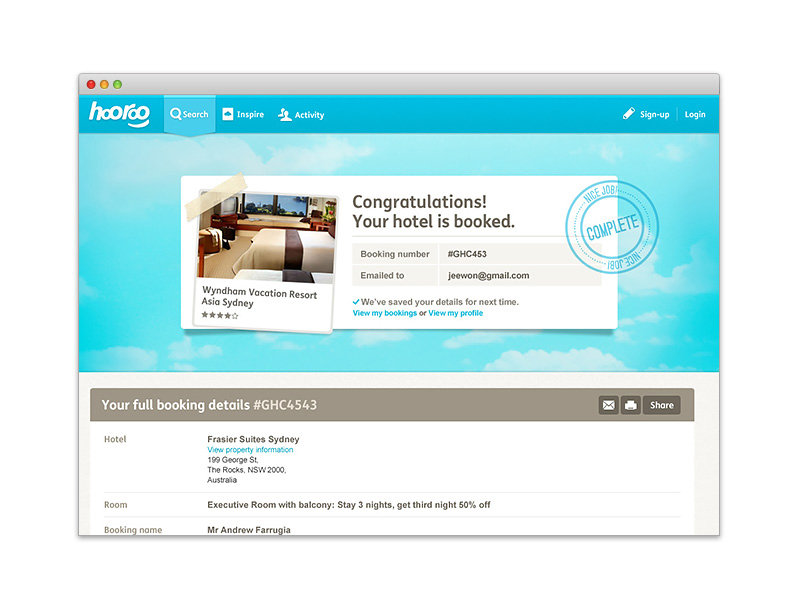 hooroo
Search
Inspire
Activity
Sign-up
Login
Congratulations!
Your hotel is booked.
Booking number #GHC453
Emailed to jeewon@gmail.com
✓We've saved your details for next time.
View my bookings or View my profile
Wyndham Vacation Resort
Asia Sydney
NICE JOB!
COMPLETE
NICE JOB!
Your full booking details #GHC4543
Share
Hotel Frasier Suites Sydney
View property information
199 George St,
The Rocks, NSW 2000,
Australia
Room Executive Room with balcony: Stay 3 nights, get third night 50% off
Booking name Mr Andrew Farrugia